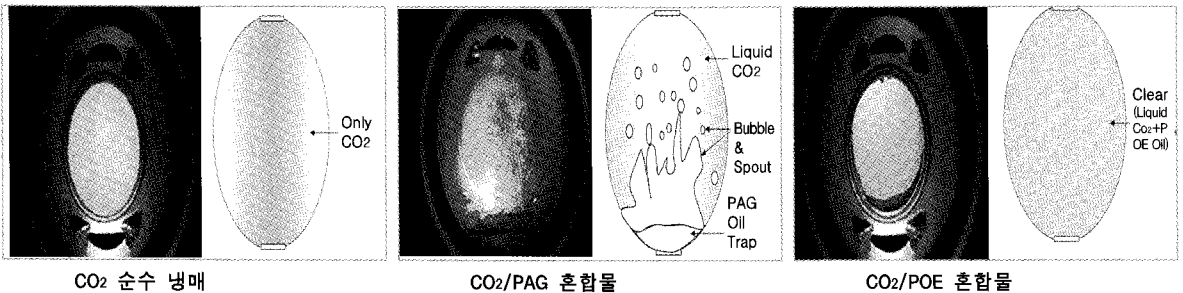 Only
CO2
Liquid
CO2
Bubble
&
Spout
PAG
Oil
Trap
Clear
(Liquid
Co2+P
OE Oil)
CO2 순수 냉매
CO2/PAG 혼합물
CO2/POE 혼합물